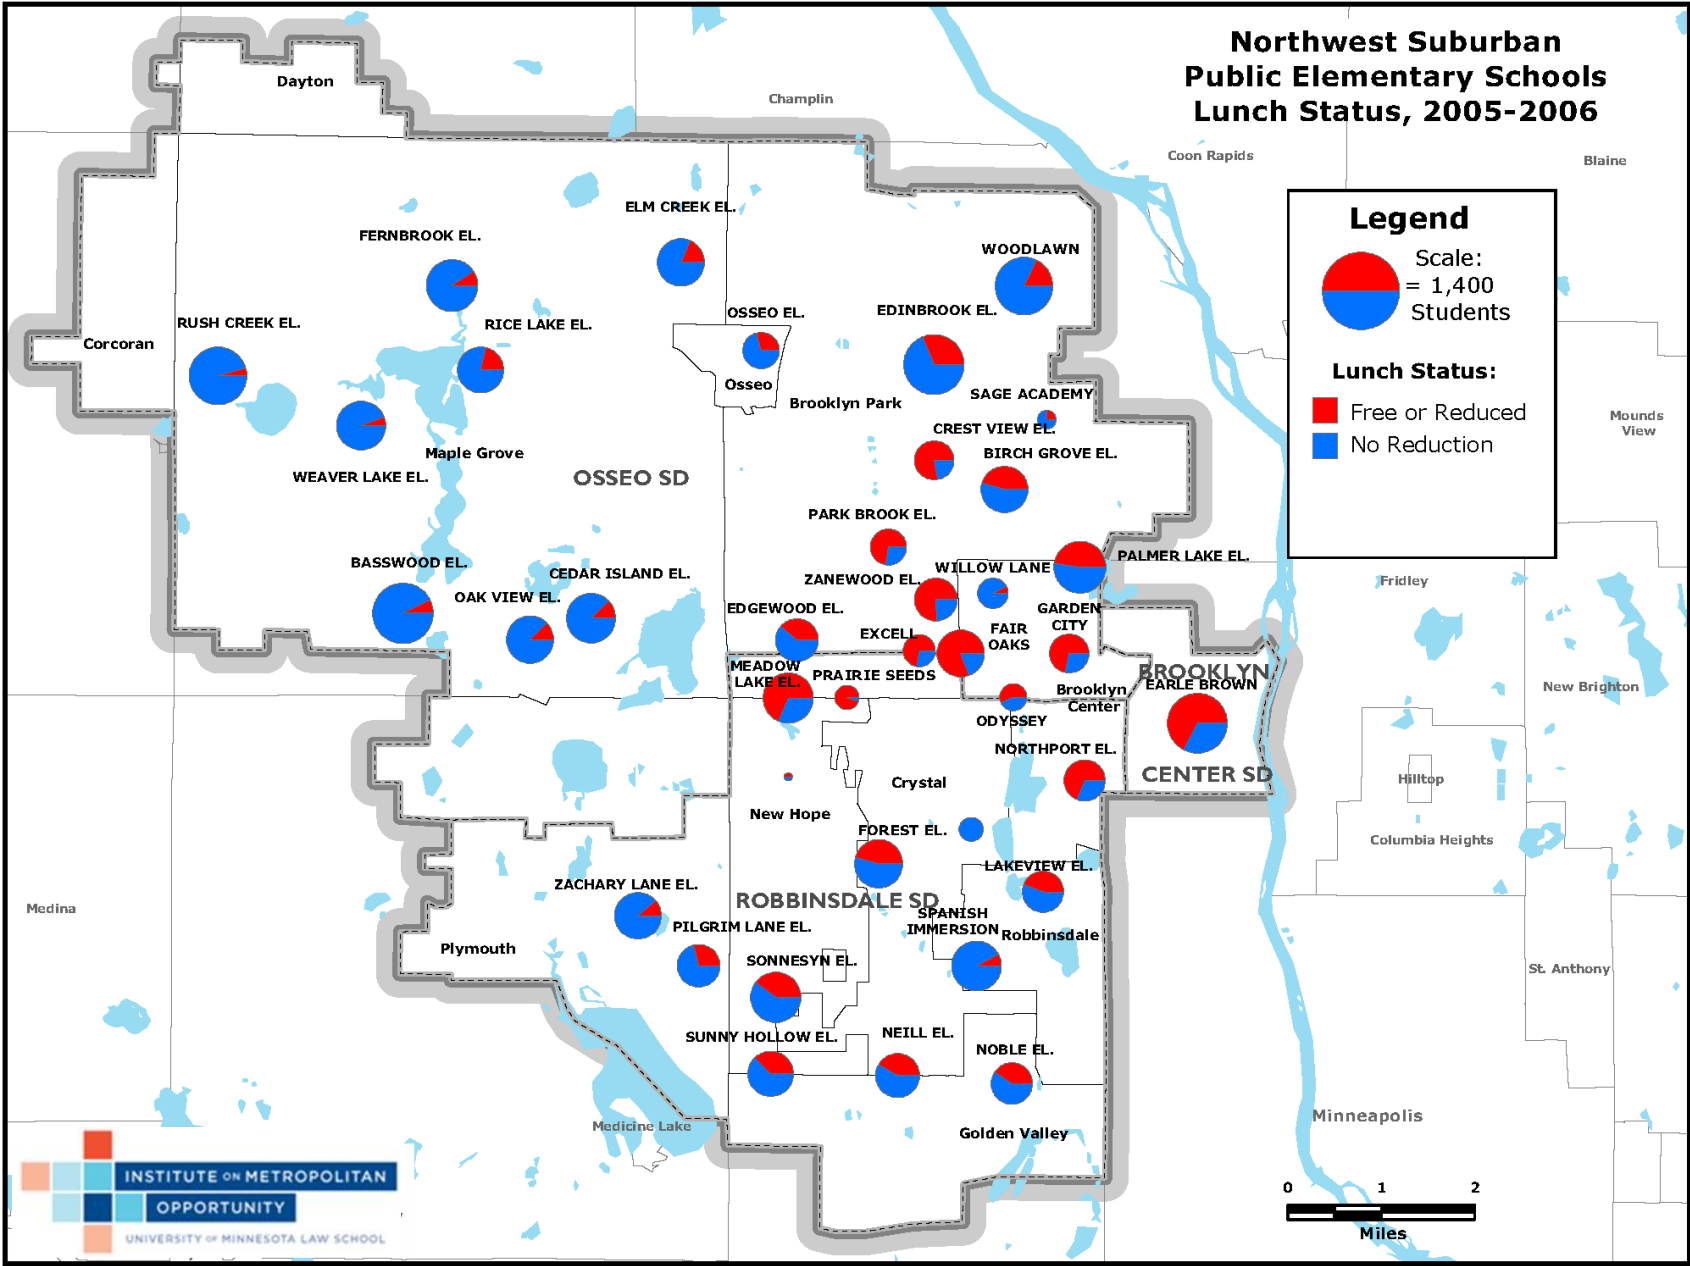 Northwest Suburban
Public Elementary Schools
Lunch Status, 2005-2006
Dayton
Champlin
Coon Rapids
Blaine
ELM CREEK EL.
FERNBROOK EL.
WOODLAWN
Legend
Scale:
= 1,400
Students
Lunch Status:
Free or Reduced
No Reduction
RUSH CREEK EL.
RICE LAKE EL.
OSSEO EL.
EDINBROOK EL.
Corcoran
Osseo
Brooklyn Park
SAGE ACADEMY
Mounds
View
CREST VIEW EL.
BIRCH GROVE EL.
Maple Grove
WEAVER LAKE EL.
OSSEO SD
PARK BROOK EL.
BASSWOOD EL.
CEDAR ISLAND EL.
OAK VIEW EL.
PALMER LAKE EL.
WILLOW LANE
ZANEWOOD EL.
Fridley
EDGEWOOD EL.
GARDEN
CITY
EXCELL
FAIR
OAKS
MEADOW
LAKE EL.
PRAIRIE SEEDS
BROOKLYN
EARLE BROWN
New Brighton
Brooklyn
Center
ODYSSEY
NORTHPORT EL.
CENTER SD
Hilltop
Crystal
New Hope
FOREST EL.
Columbia Heights
LAKEVIEW EL.
ZACHARY LANE EL.
ROBBINSDALE SD
Medina
SPANISH
IMMERSION
Robbinsdale
PILGRIM LANE EL.
Plymouth
SONNESYN EL.
St. Anthony
SUNNY HOLLOW EL.
NEILL EL.
NOBLE EL.
Medicine Lake
Minneapolis
Golden Valley
INSTITUTE ON METROPOLITAN
OPPORTUNITY
UNIVERSITY OF MINNESOTA LAW SCHOOL
0 1 2
Miles